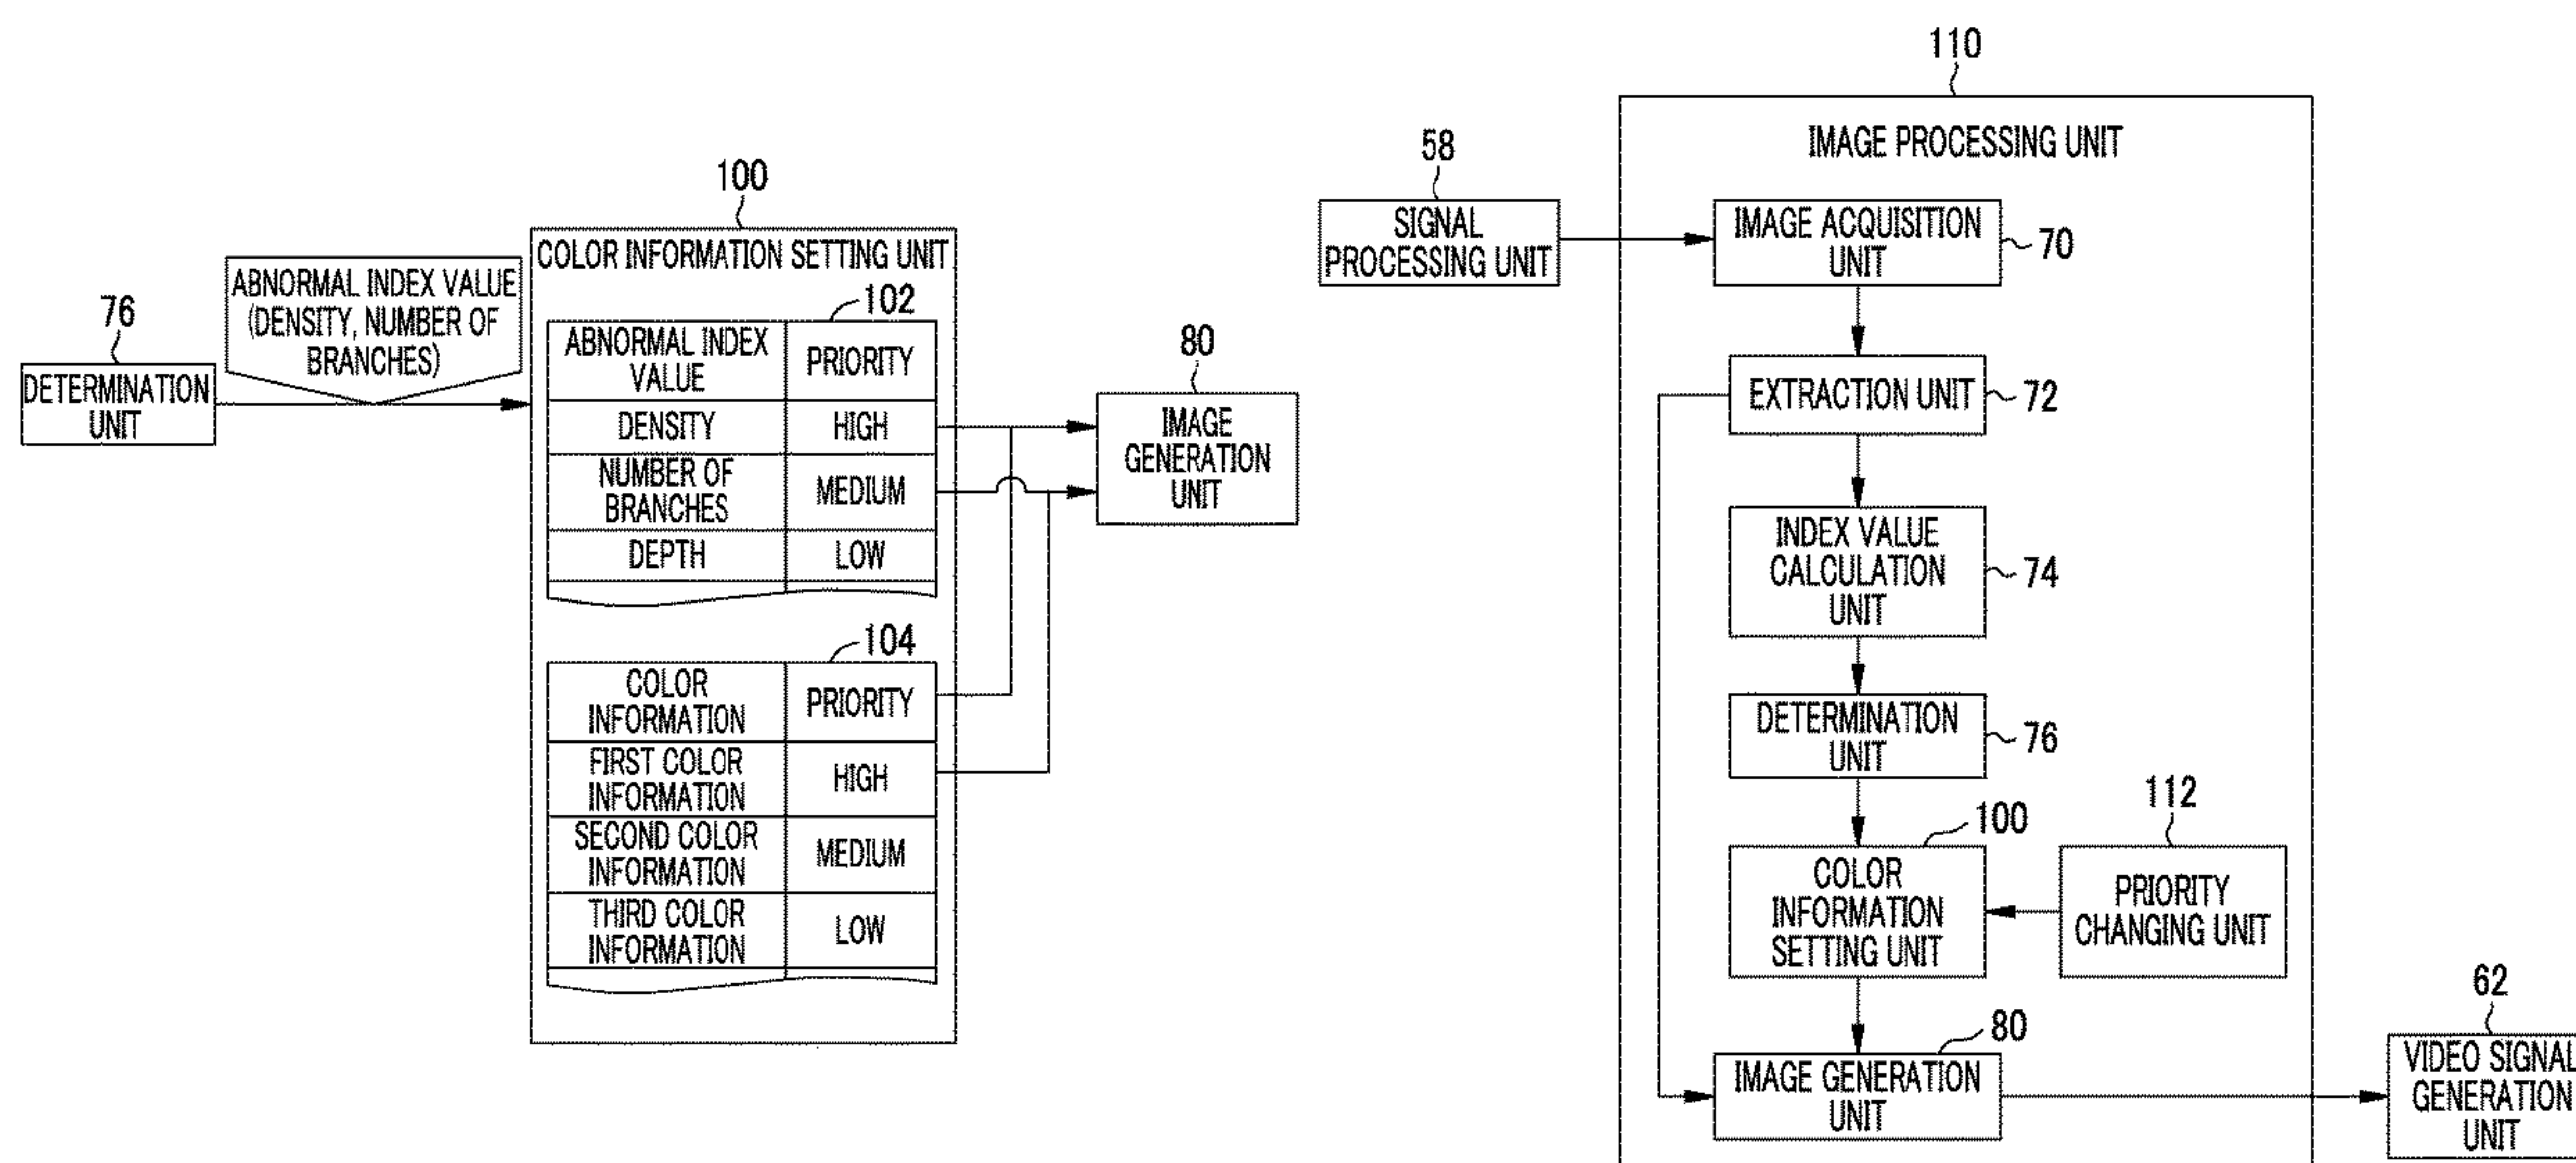 100
COLOR INFORMATION SETTING UNIT
76
DETERMINATION
UNIT
ABNORMAL INDEX VALUE
(DENSITY, NUMBER OF
BRANCHES)
102
ABNORMAL INDEX
VALUE
PRIORITY
DENSITY
HIGH
NUMBER OF
BRANCHES
MEDIUM
DEPTH
LOW
104
COLOR
INFORMATION
PRIORITY
FIRST COLOR
INFORMATION
HIGH
SECOND COLOR
INFORMATION
MEDIUM
THIRD COLOR
INFORMATION
LOW
80
IMAGE
GENERATION
UNIT
110
IMAGE PROCESSING UNIT
58
SIGNAL
PROCESSING UNIT
IMAGE ACQUISITION
UNIT
70
EXTRACTION UNIT
72
INDEX VALUE
CALCULATION
UNIT
74
DETERMINATION
UNIT
76
100
COLOR
INFORMATION
SETTING UNIT
112
PRIORITY
CHANGING UNIT
80
IMAGE GENERATION
UNIT
62
VIDEO SIGNAL
GENERATION
UNIT